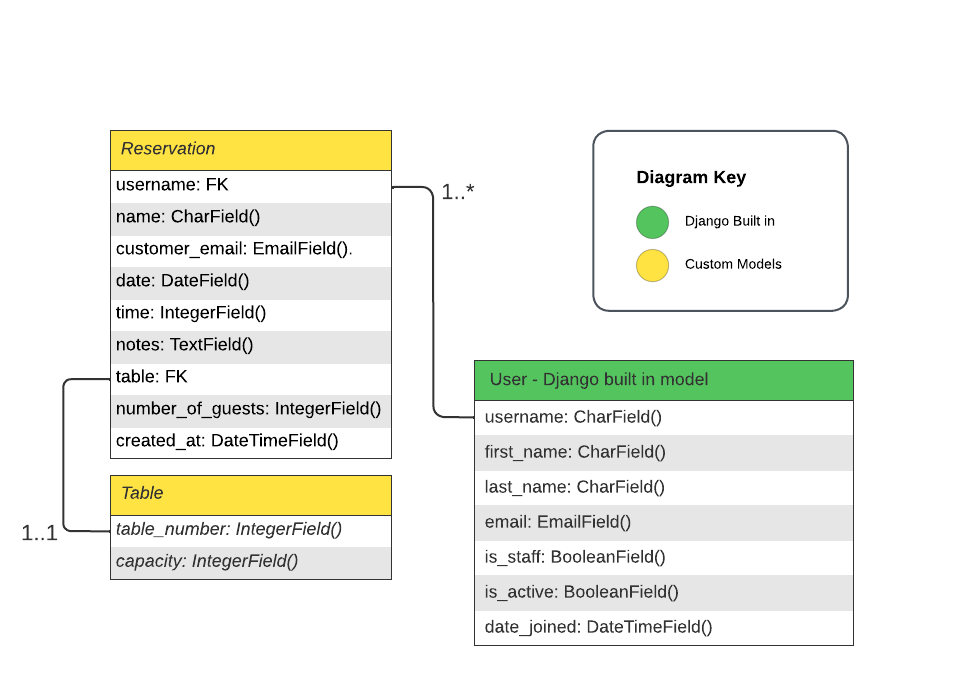 Reservation
username: FK
name: CharField()
customer_email: EmailField().
date: DateField()
time: IntegerField()
notes: TextField()
table: FK
number_of_guests: IntegerField()
created_at: DateTimeField()
1..*
Diagram Key
Django Built in
Custom Models
Table
table_number: IntegerField()
capacity: IntegerField()
1..1
User - Django built in model
username: CharField()
first_name: CharField()
last_name: CharField()
email: EmailField()
is_staff: BooleanField()
is_active: BooleanField()
date_joined: DateTimeField()